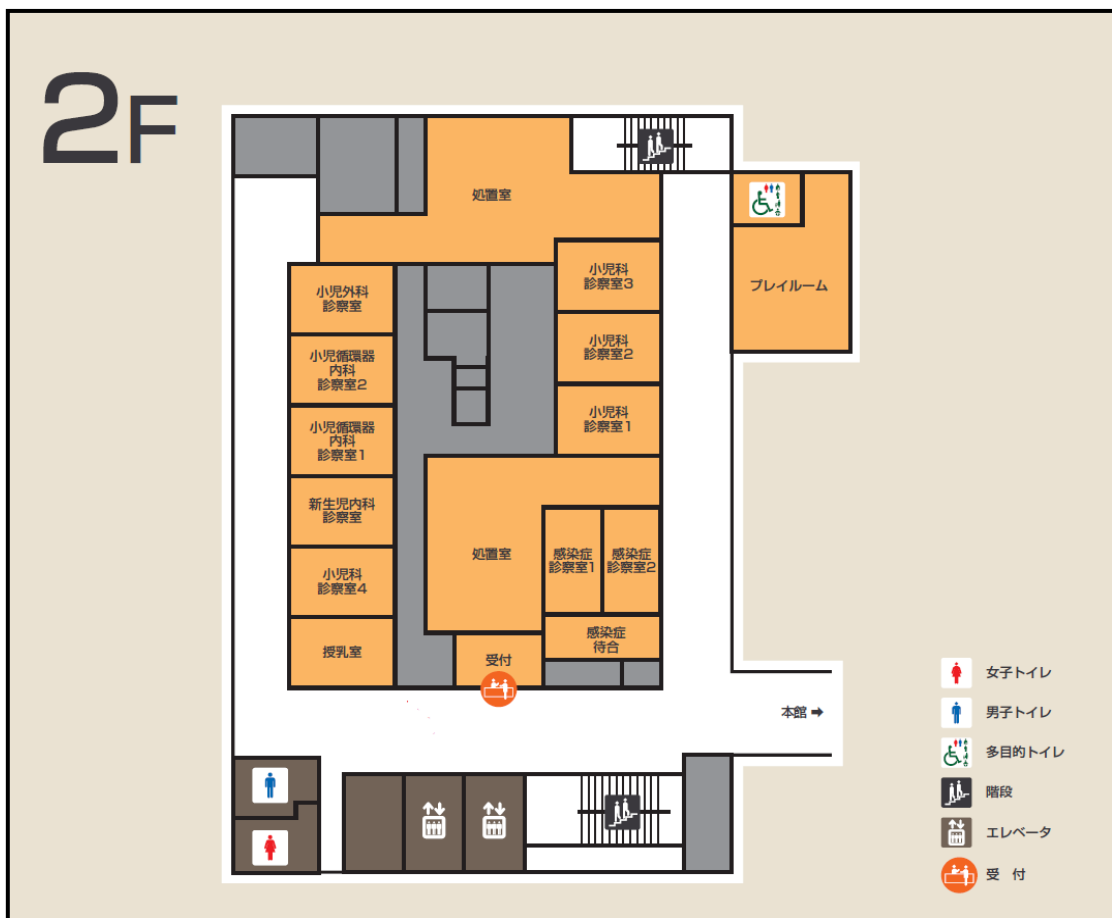 2F
処置室
プレイルーム
小児外科
診察室
小児科
診察室3
小児循環器
内科
診察室2
小児科
診察室2
小児循環器
内科
診察室1
小児科
診察室1
新生児内科
診察室
処置室
感染症
診察室1
感染症
診察室2
小児科
診察室4
授乳室
受付
感染症
待合
本館 ➡
女子トイレ
男子トイレ
多目的トイレ
階段
エレベータ
受 付